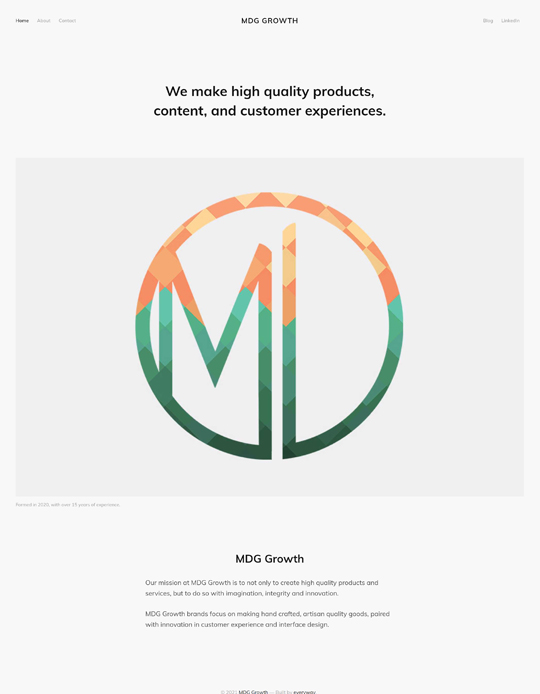 Home About Contact
MDG GROWTH
Blog LinkedIn
We make high quality products,
content, and customer experiences.
Formed in 2020, with over 15 years of experience.
MDG Growth
Our mission at MDG Growth is to not only to create high quality products and
services, but to do so with imagination, integrity and innovation.
MDG Growth brands focus on making hand crafted, artisan quality goods, paired
with innovation in customer experience and interface design.
© 2021 MDG Growth — Built by everyway.